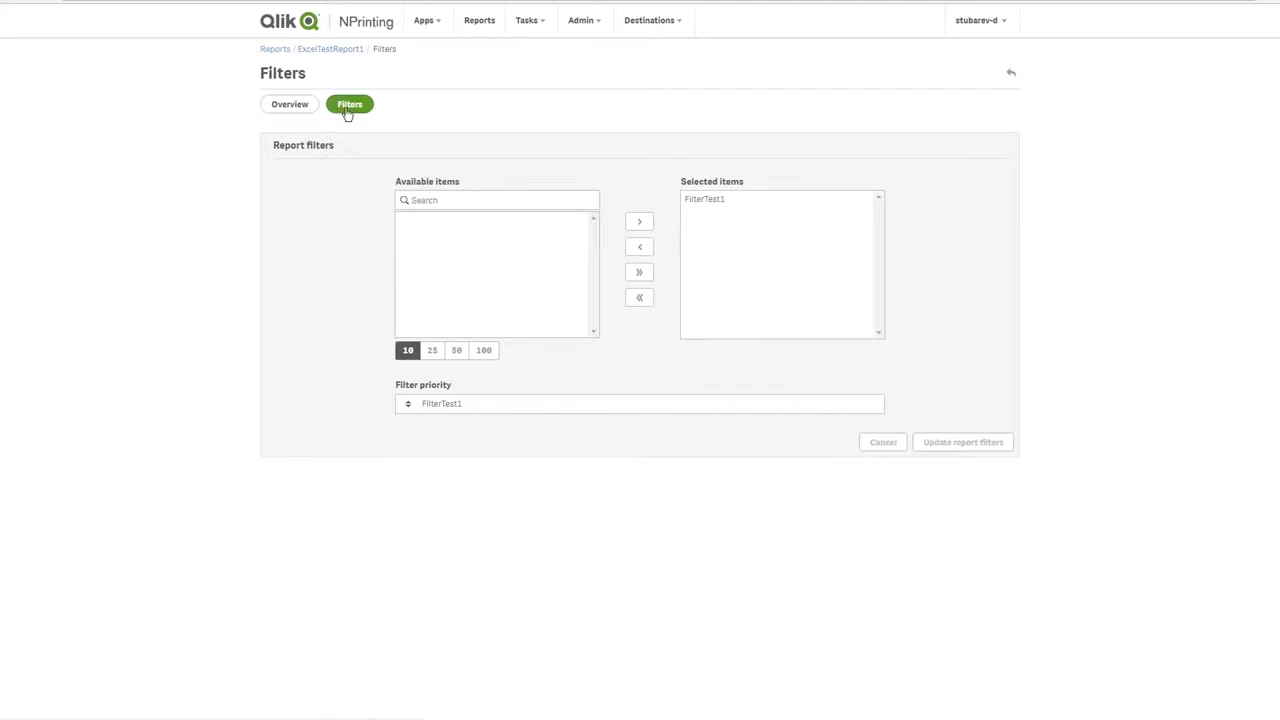 Qlik NPrinting Apps Reports Tasks Admin Destinations stubarev-d
Reports / ExcelTestReport1 / Filters
Filters
Overview Filters
Report filters
Available items Selected items
Search
FilterTest1
>
<
»
«
10 25 50 100
Filter priority
FilterTest1
Cancel Update report filters